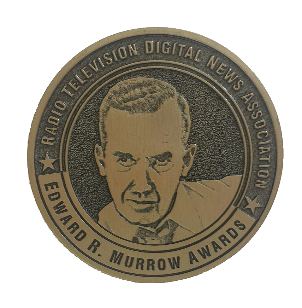 RADIO TELEVISION DIGITAL NEWS ASSOCIATION
EDWARD R. MURROW AWARDS